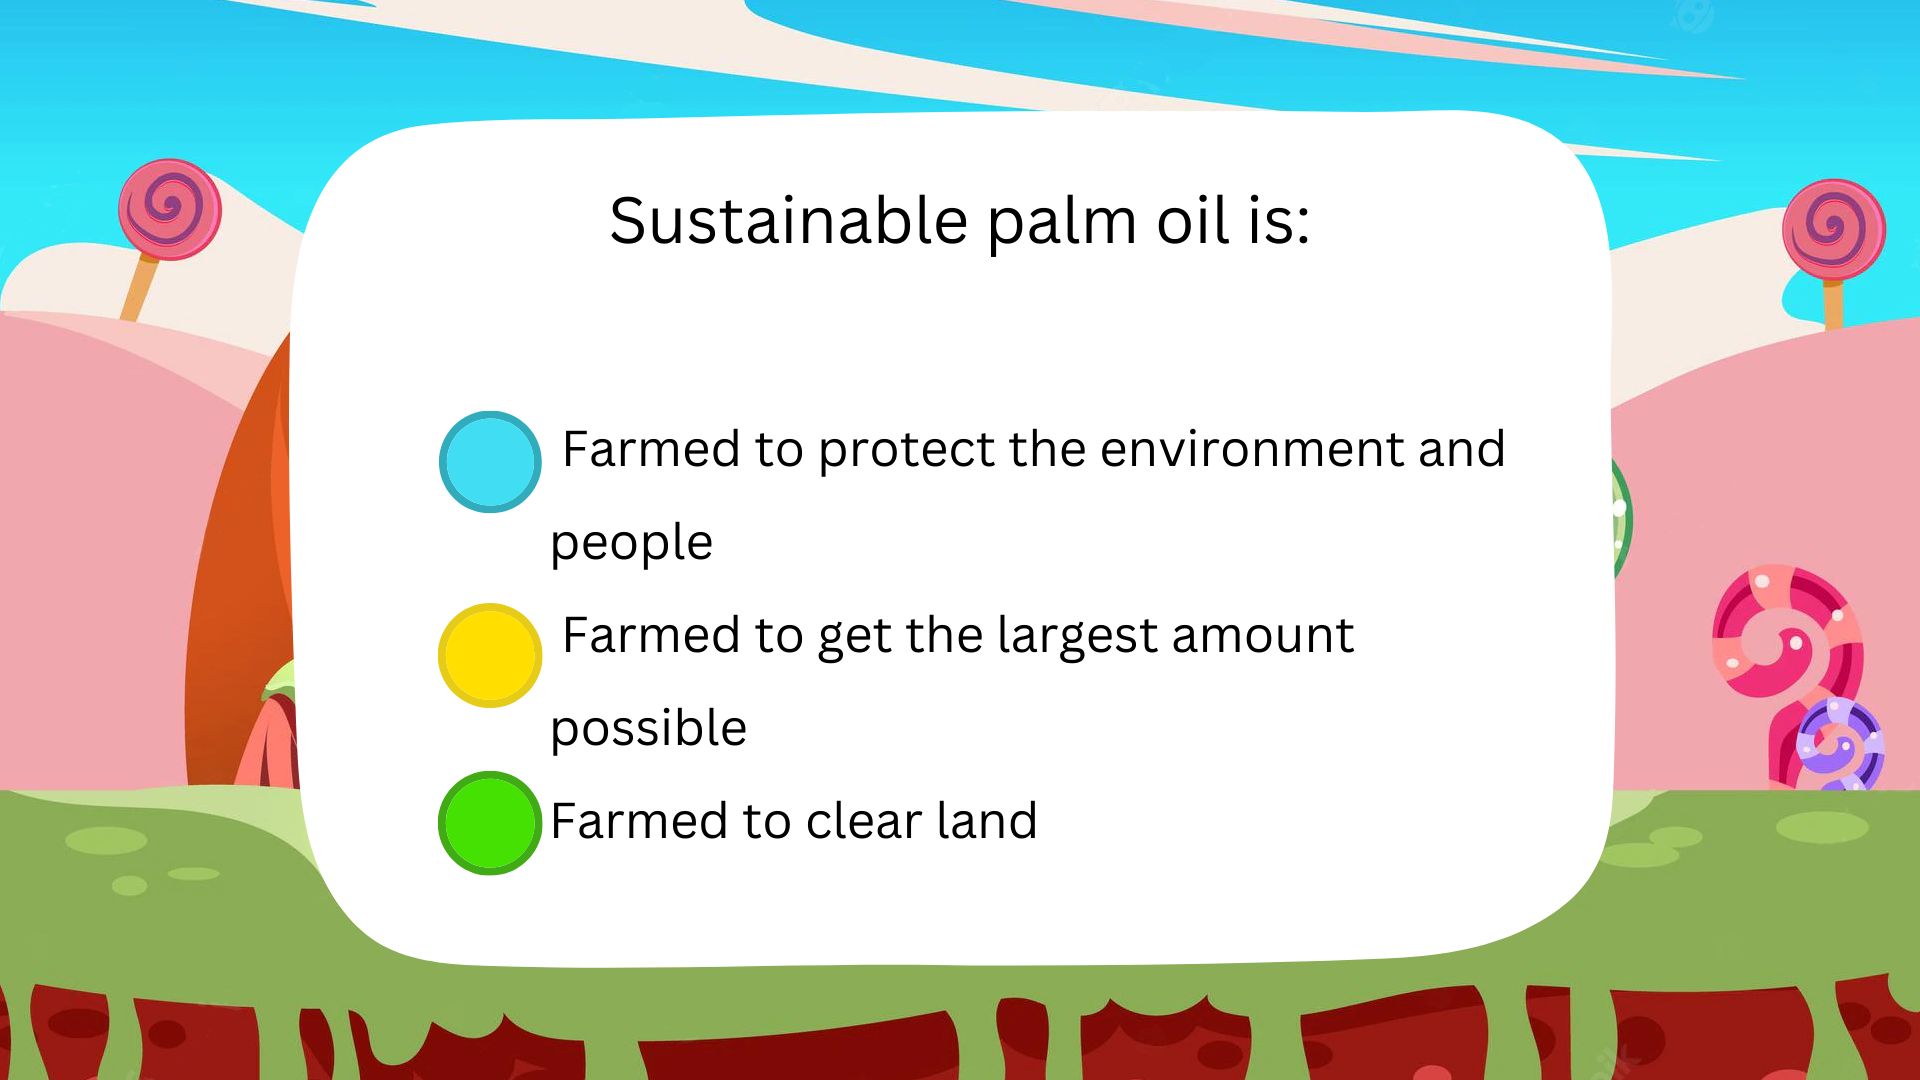 Sustainable palm oil is:
Farmed to protect the environment and
people
Farmed to get the largest amount
possible
Farmed to clear land